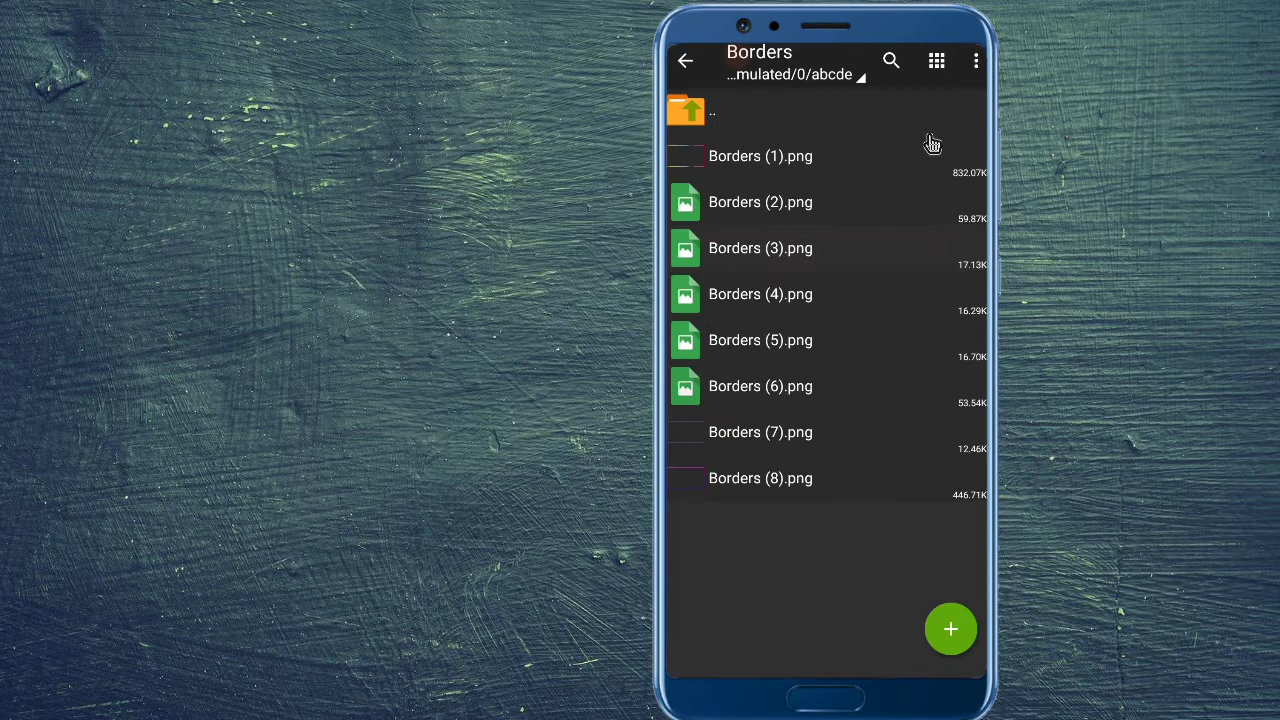 Borders
...mulated/0/abcde
..
Borders (1).png
832.07K
Borders (2).png
59.87K
Borders (3).png
17.13K
Borders (4).png
16.29K
Borders (5).png
16.70K
Borders (6).png
53.54K
Borders (7).png
12.46K
Borders (8).png
446.71K